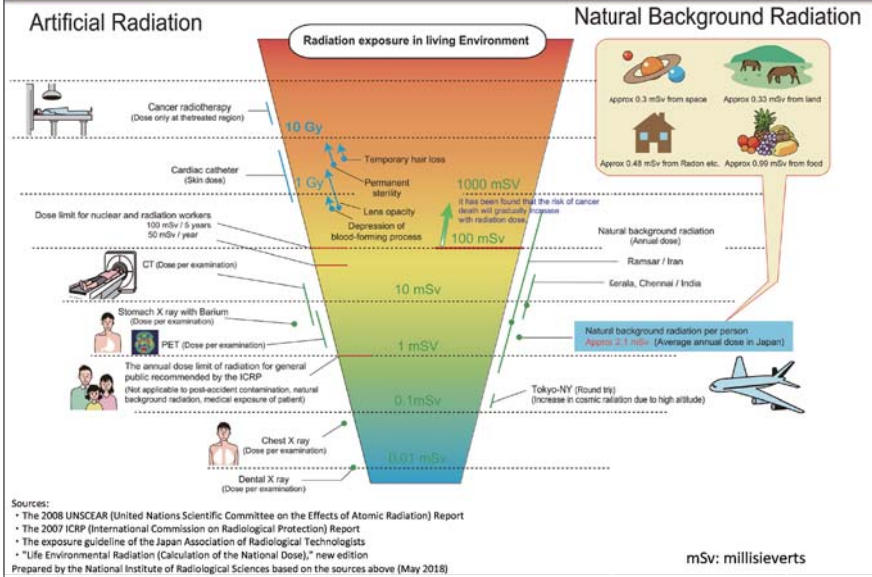 Artificial Radiation
Natural Background Radiation
Radiation exposure in living Environment
Approx 0.3 mSv from space
Approx 0.33 mSv from land
Approx 0.48 mSv from Radon etc.
Approx 0.99 mSv from food
Cancer radiotherapy
(Dose only at thetreated region)
10 Gy
Cardiac catheter
(Skin dose)
1 Gy
Temporary hair loss
Permanent
sterility
Lens opacity
Depression of
blood-forming process
1000 mSV
it has been found that the risk of cancer
death will gradually increase
with radiation dose.
100 mSv
Dose limit for nuclear and radiation workers
100 mSv / 5 years
50 mSv / year
Natural background radiation
(Annual dose)
Ramsar / Iran
Kerala, Chennai / India
CT (Dose per examination)
10 mSv
Stomach X ray with Barium
(Dose per examination)
PET (Dose per examination)
1 mSV
Natural background radiation per person
Approx 2.1 mSv (Average annual dose in Japan)
The annual dose limit of radiation for general
public recommended by the ICRP
(Not applicable to post-accident contamination, natural
background radiation, medical exposure of patient)
0.1mSv
Tokyo-NY (Round trip)
(Increase in cosmic radiation due to high altitude)
Chest X ray
(Dose per examination)
0.01 mSv
Dental X ray
(Dose per examination)
Sources:
• The 2008 UNSCEAR (United Nations Scientific Committee on the Effects of Atomic Radiation) Report
• The 2007 ICRP (International Commission on Radiological Protection) Report
• The exposure guideline of the Japan Association of Radiological Technologists
• "Life Environmental Radiation (Calculation of the National Dose)," new edition
Prepared by the National Institute of Radiological Sciences based on the sources above (May 2018)
mSv: millisieverts